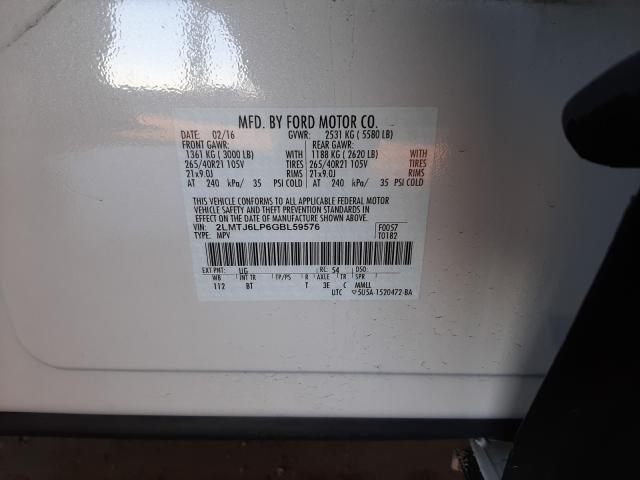 MFD. BY FORD MOTOR CO.
DATE: 02/16 GVWR: 2531 KG ( 5580 LB)
FRONT GAWR: REAR GAWR:
1361 KG ( 3000 LB) WITH 1188 KG ( 2620 LB) WITH
265/40R21 105V TIRES 265/40R21 105V TIRES
21x9.0J RIMS 21x9.0J RIMS
AT 240 kPa/ 35 PSI COLD AT 240 kPa/ 35 PSI COLD
THIS VEHICLE CONFORMS TO ALL APPLICABLE FEDERAL MOTOR
VEHICLE SAFETY AND THEFT PREVENTION STANDARDS IN
EFFECT ON THE DATE OF MANUFACTURE SHOWN ABOVE.
VIN: 2LMTJ6LP6GBL59576 F0057
TYPE: MPV T0182
EXT PNT: UG RC: 54 DSO:
WB INT TR TP/PS R AXLE TR SPR
112 BT T 3E C MMLL
UTC 5U5A-1520472-BA